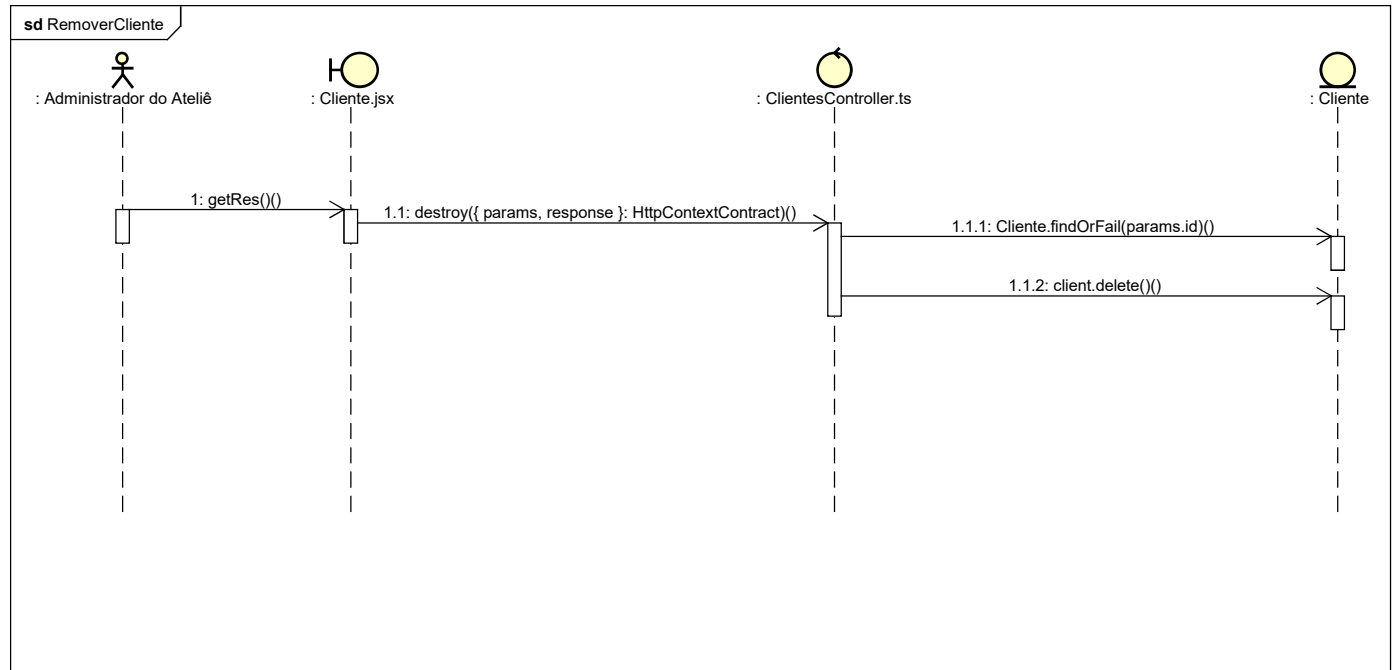 sd RemoverCliente
: Administrador do Ateliê
: Cliente.jsx
: ClientesController.ts
: Cliente
1: getRes()()
1.1: destroy({ params, response }: HttpContextContract)()
1.1.1: Cliente.findOrFail(params.id)()
1.1.2: client.delete()()